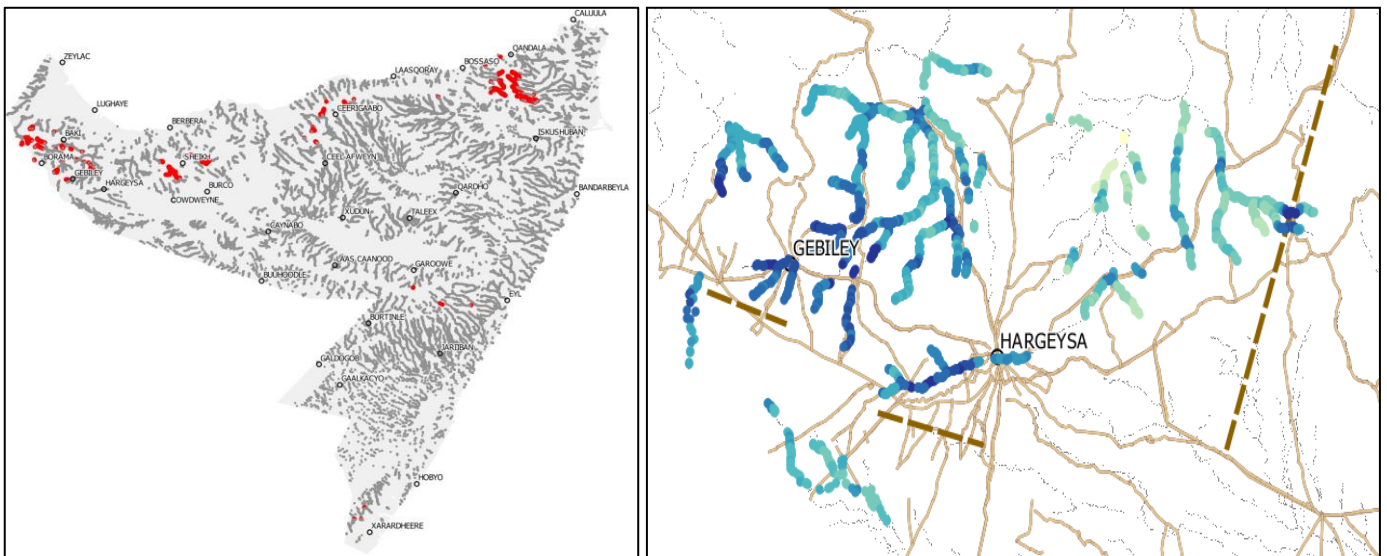 CALUULA
QANDALA
ZEYLAC
BOSSASO
LAASQORAY
LUGHAYE
CEERIGAABO
BERBERA
ISKUSHUBAN
BAKI
BORAMA
SHEIKH
CEEL AFWEYN
GEBILEY
HARGEYSA
BURCO
QARDHO
BANDARBEYLA
OWDWEYNE
XUDUN
TALEEX
CAYNABO
LAAS CAANOOD
GAROOWE
BUUHOODLE
EYL
BURTINLE
JARIIBAN
GALDOGOB
GAALKACYO
HOBYO
XARARDHEERE
GEBILEY
HARGEYSA